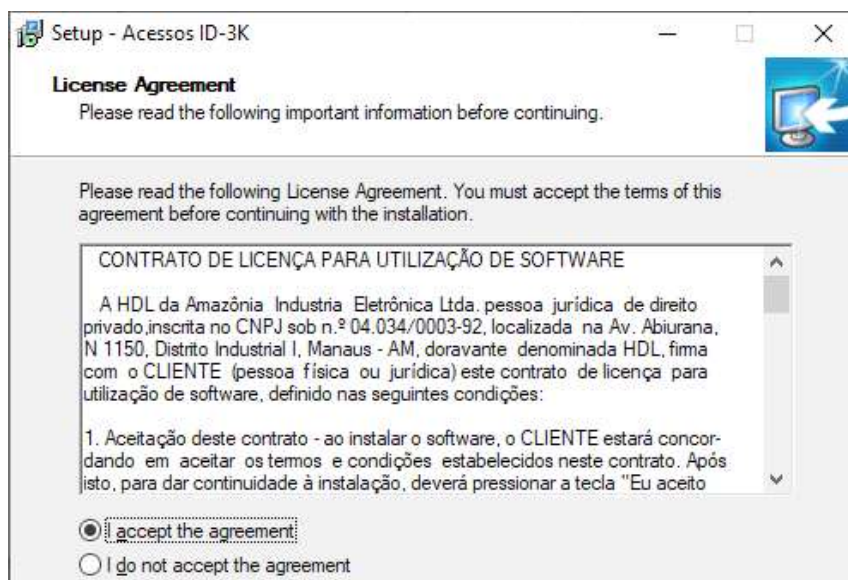 Setup - Acessos ID-3K
License Agreement
Please read the following important information before continuing.
Please read the following License Agreement. You must accept the terms of this
agreement before continuing with the installation.
CONTRATO DE LICENÇA PARA UTILIZAÇÃO DE SOFTWARE
A HDL da Amazônia Industria Eletrônica Ltda. pessoa jurídica de direito
privado,inscrita no CNPJ sob n.º 04.034/0003-92, localizada na Av. Abiurana,
N 1150, Distrito Industrial I, Manaus - AM, doravante denominada HDL, firma
com o CLIENTE (pessoa física ou jurídica) este contrato de licença para
utilização de software, definido nas seguintes condições:
1. Aceitação deste contrato - ao instalar o software, o CLIENTE estará concor-
dando em aceitar os termos e condições estabelecidos neste contrato. Após
isto, para dar continuidade à instalação, deverá pressionar a tecla "Eu aceito
I accept the agreement
I do not accept the agreement